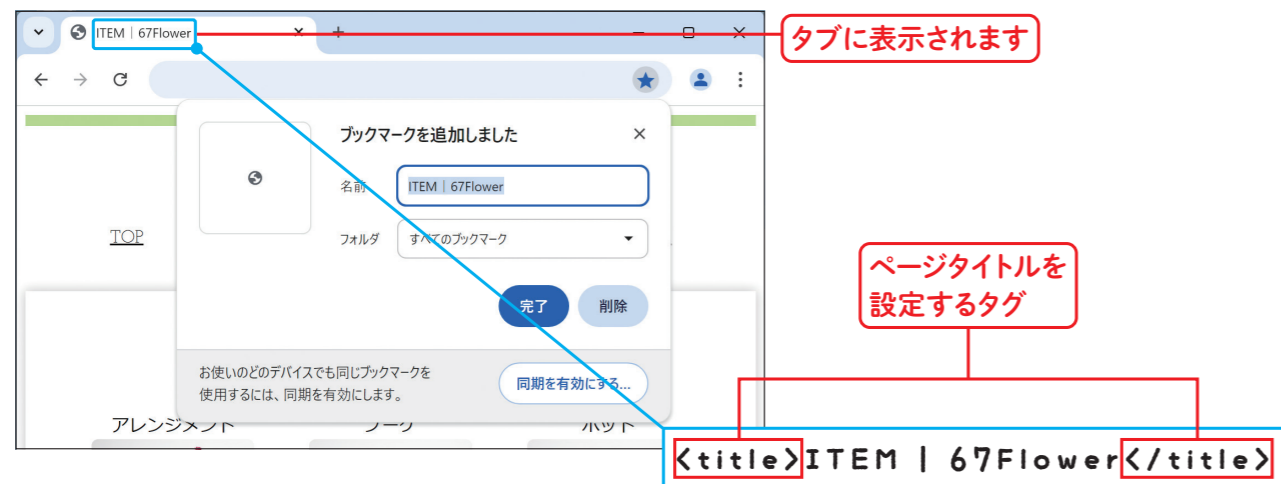 ITEM｜67Flower
タブに表示されます
ブックマークを追加しました
名前
ITEM｜67Flower
TOP
フォルダ
すべてのブックマーク
ページタイトルを
設定するタグ
完了
削除
お使いのどのデバイスでも同じブックマークを
使用するには、同期を有効にします。
同期を有効にする...
アレンジメント
ブーケ
ポット
<title>ITEM｜67Flower</title>